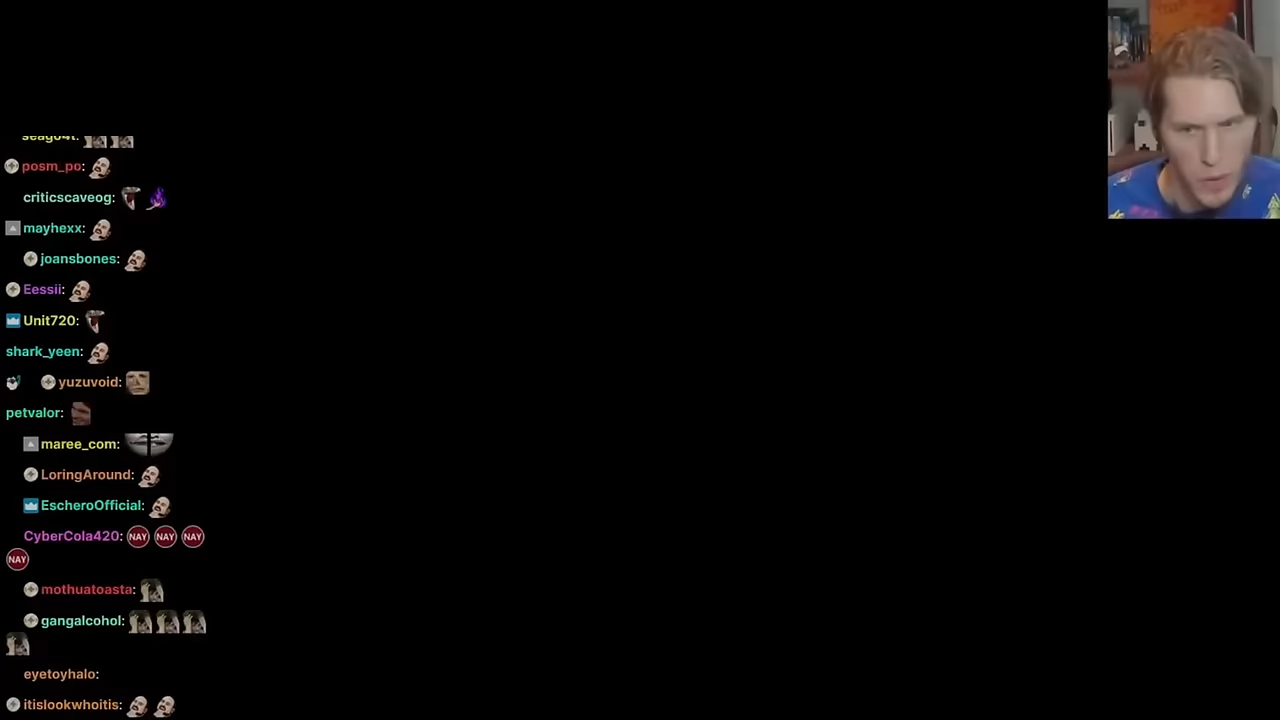 seago4t:
posm_po:
criticscaveog:
mayhexx:
joansbones:
Eessii:
Unit720:
shark_yeen:
yuzuvoid:
petvalor:
maree_com:
LoringAround:
EscheroOfficial:
CyberCola420: NAY NAY NAY
NAY
mothuatoasta:
gangalcohol:
eyetoyhalo:
itislookwhoitis: